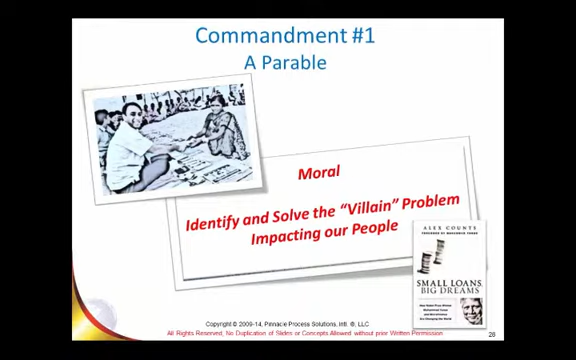 Commandment #1
A Parable
Moral
Identify and Solve the “Villain” Problem
Impacting our People
ALEX COUNTS
SMALL LOANS,
BIG DREAMS
Copyright © 2009-14, Pinnacle Process Solutions, Intl. ®, LLC
All Rights Reserved, No Duplication of Slides or Concepts Allowed without prior Written Permission.
26